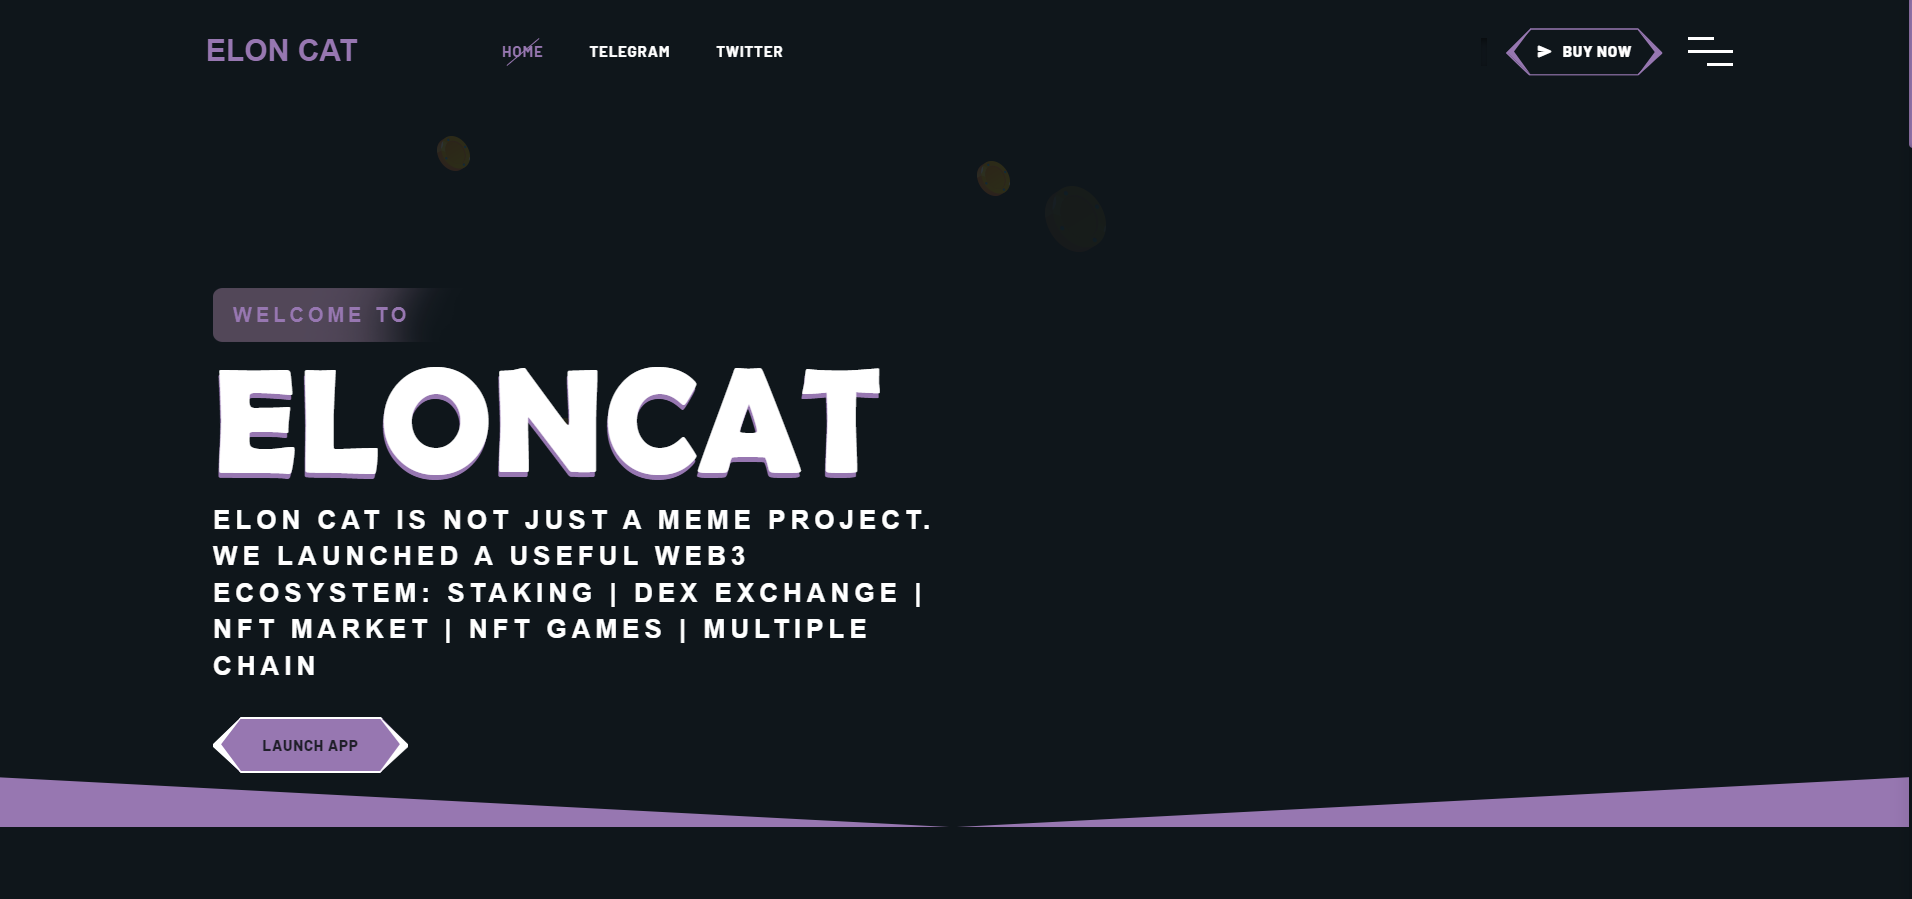 ELON CAT
HOME
TELEGRAM
TWITTER
BUY NOW
WELCOME TO
ELONCAT
ELON CAT IS NOT JUST A MEME PROJECT.
WE LAUNCHED A USEFUL WEB3
ECOSYSTEM: STAKING | DEX EXCHANGE |
NFT MARKET | NFT GAMES | MULTIPLE
CHAIN
LAUNCH APP